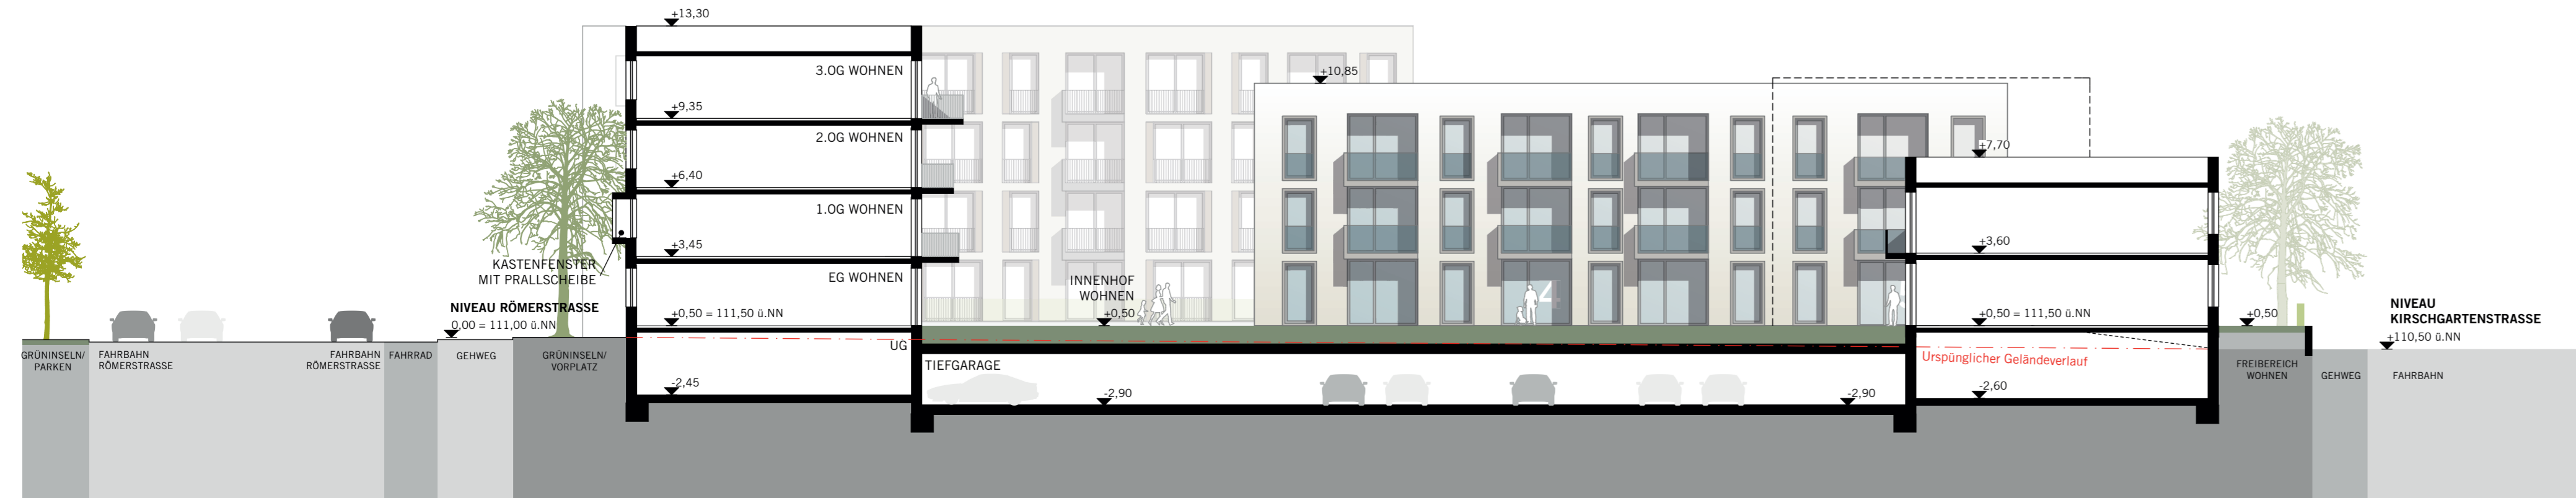 +13,30
3.OG WOHNEN
+9,35
2.OG WOHNEN
+6,40
1.OG WOHNEN
+3,45
KASTENFENSTER
MIT PRALLSCHEIBE
EG WOHNEN
NIVEAU RÖMERSTRASSE
0,00 = 111,00 ü.NN
+0,50 = 111,50 ü.NN
UG
-2,45
GRÜNINSELN/
PARKEN
FAHRBAHN
RÖMERSTRASSE
FAHRBAHN
RÖMERSTRASSE
FAHRRAD
GEHWEG
GRÜNINSELN/
VORPLATZ
TIEFGARAGE
-2,90
INNENHOF
WOHNEN
+0,50
+10,85
4
-2,90
+7,70
+3,60
+0,50 = 111,50 ü.NN
Urspünglicher Geländeverlauf
-2,60
+0,50
FREIBEREICH
WOHNEN
GEHWEG
FAHRBAHN
NIVEAU
KIRSCHGARTENSTRASSE
+110,50 ü.NN